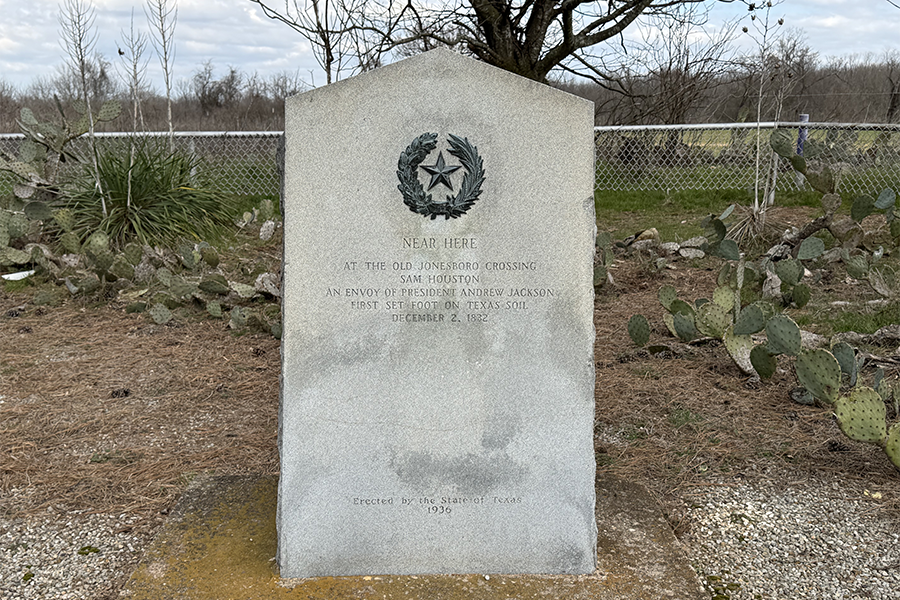 NEAR HERE
AT THE OLD JONESBORO CROSSING
SAM HOUSTON
AN ENVOY OF PRESIDENT ANDREW JACKSON
FIRST SET FOOT ON TEXAS SOIL
DECEMBER 2, 1832
Erected by the State of Texas
1936